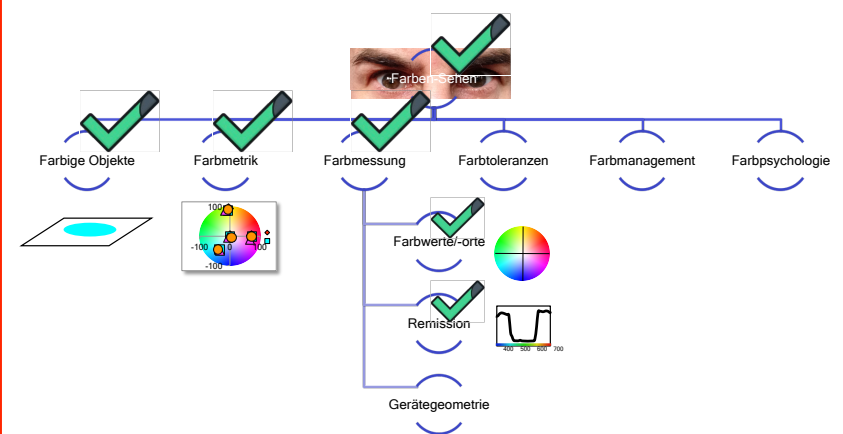 Farben-Sehen
Farbige Objekte
Farbmetrik
Farbmessung
Farbtoleranzen
Farbmanagement
Farbpsychologie
100
-100 0 100
-100
Farbwerte/-orte
Remission
400 500 600 700
Gerätegeometrie